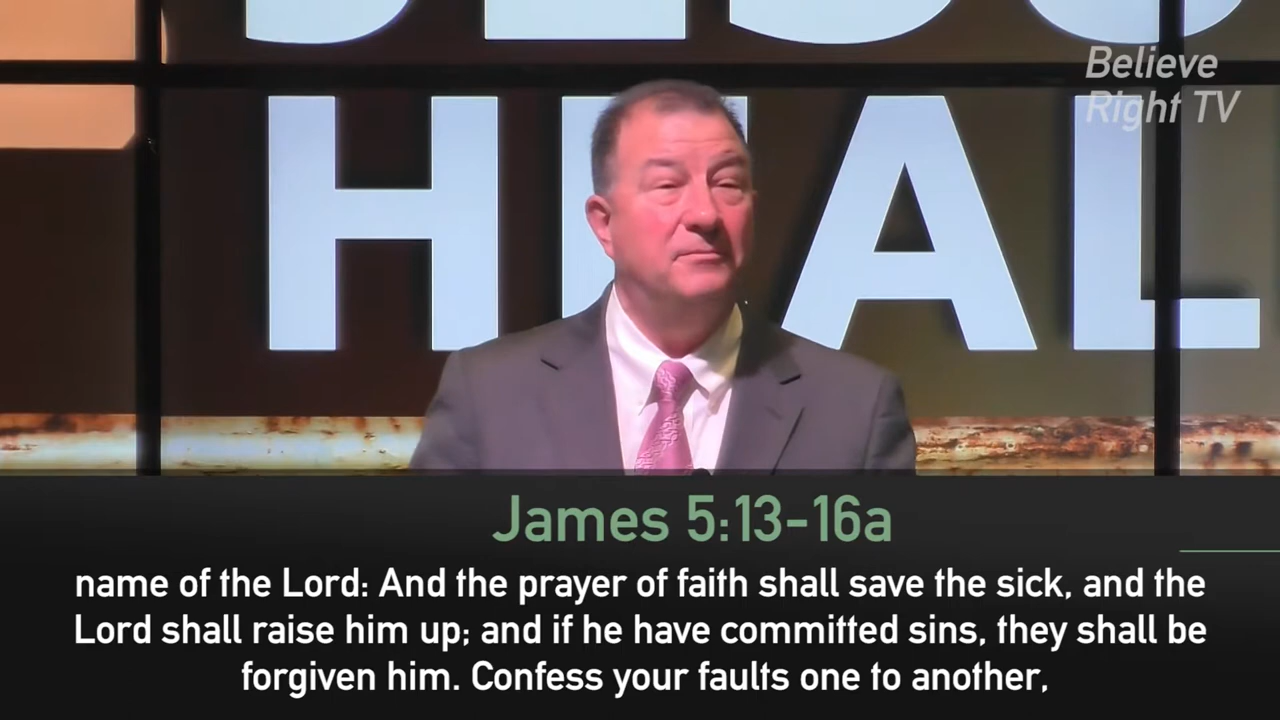 HEAL
Believe
Right TV
James 5:13-16a
name of the Lord: And the prayer of faith shall save the sick, and the
Lord shall raise him up; and if he have committed sins, they shall be
forgiven him. Confess your faults one to another,